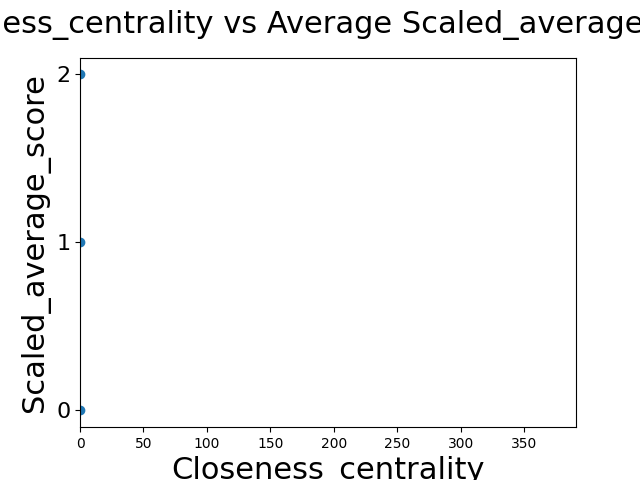 ess_centrality vs Average Scaled_average
Scaled_average_score
2
1
0
0 50 100 150 200 250 300 350
Closeness_centrality